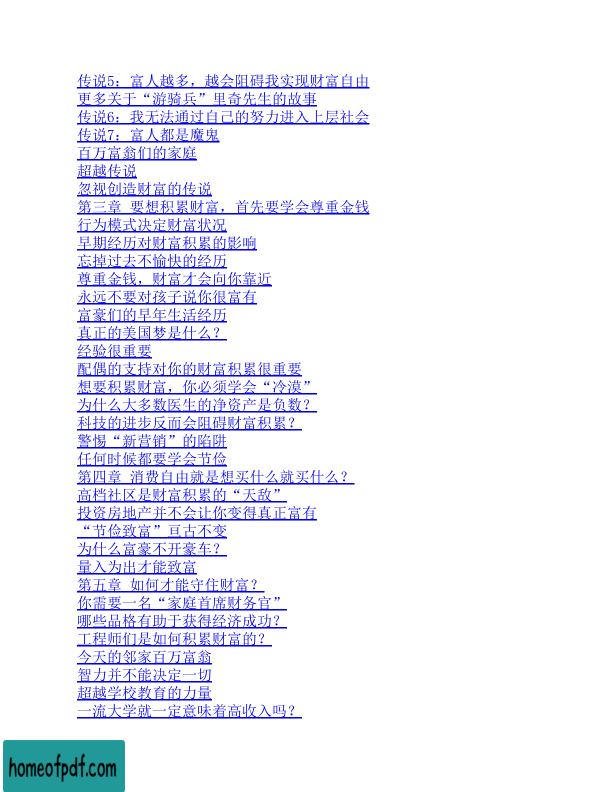 传说5：富人越多，越会阻碍我实现财富自由
更多关于“游骑兵”里奇先生的故事
传说6：我无法通过自己的努力进入上层社会
传说7：富人都是魔鬼
百万富翁们的家庭
超越传说
忽视创造财富的传说
第三章 要想积累财富，首先要学会尊重金钱
行为模式决定财富状况
早期经历对财富积累的影响
忘掉过去不愉快的经历
尊重金钱，财富才会向你靠近
永远不要对孩子说你很富有
富豪们的早年生活经历
真正的美国梦是什么？
经验很重要
配偶的支持对你的财富积累很重要
想要积累财富，你必须学会“冷漠”
为什么大多数医生的净资产是负数？
科技的进步反而会阻碍财富积累？
警惕“新营销”的陷阱
任何时候都要学会节俭
第四章 消费自由就是想买什么就买什么？
高档社区是财富积累的“天敌”
投资房地产并不会让你变得真正富有
“节俭致富”亘古不变
为什么富豪不开豪车？
量入为出才能致富
第五章 如何才能守住财富？
你需要一名“家庭首席财务官”
哪些品格有助于获得经济成功？
工程师们是如何积累财富的？
今天的邻家百万富翁
智力并不能决定一切
超越学校教育的力量
一流大学就一定意味着高收入吗？
homeofpdf.com